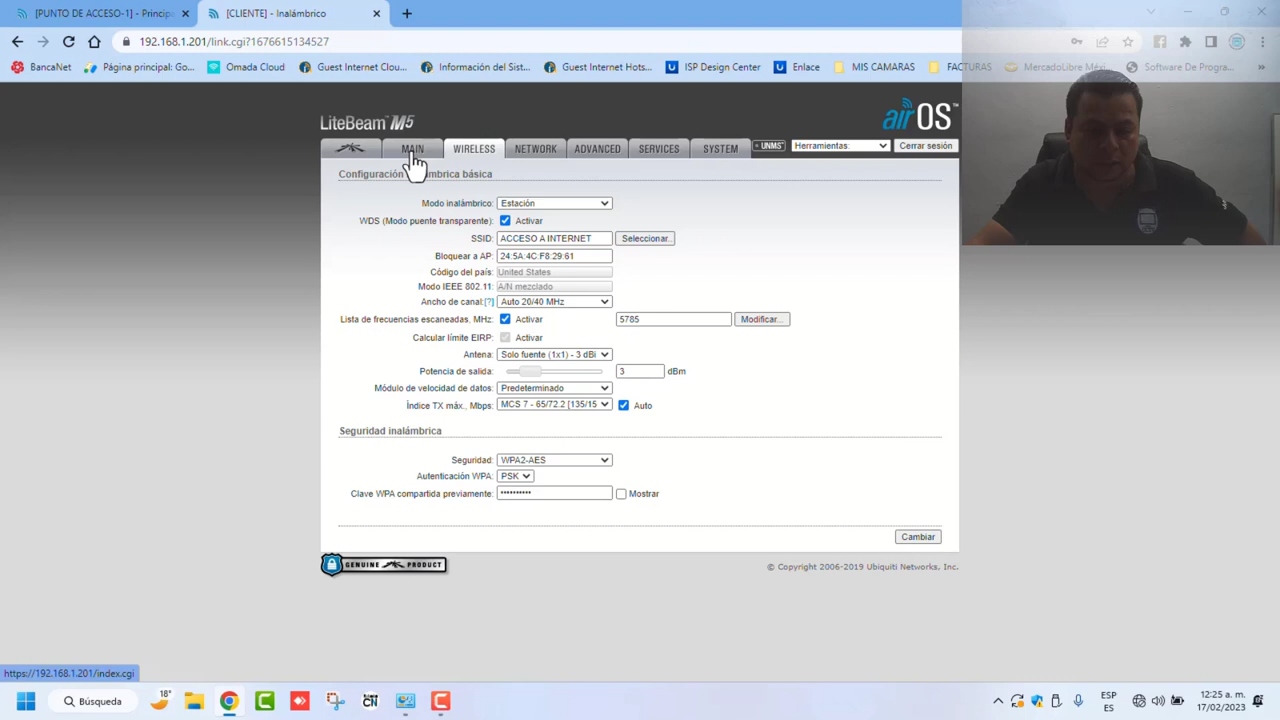 [PUNTO DE ACCESO-1] - Princip
[CLIENTE] - Inalámbrico
192.168.1.201/link.cgi?1676615134527
BancaNet
Página principal: Go...
Omada Cloud
Guest Internet Clou...
Información del Sist...
Guest Internet Hots...
ISP Design Center
Enlace
MIS CAMARAS
FACTURAS
MercadoLibre Méxi...
Software De Progra...
LiteBeam M5
airOS™
MAIN
WIRELESS
NETWORK
ADVANCED
SERVICES
SYSTEM
UNMS™
Herramientas:
Cerrar sesión
Configuración inalámbrica básica
Modo inalámbrico: Estación
WDS (Modo puente transparente): Activar
SSID: ACCESO A INTERNET Seleccionar...
Bloquear a AP: 24:5A:4C:F8:29:61
Código del país: United States
Modo IEEE 802.11: A/N mezclado
Ancho de canal:[?] Auto 20/40 MHz
Lista de frecuencias escaneadas, MHz: Activar 5785 Modificar...
Calcular límite EIRP: Activar
Antena: Solo fuente (1x1) - 3 dBi
Potencia de salida: 3 dBm
Módulo de velocidad de datos: Predeterminado
Índice TX máx., Mbps: MCS 7 - 65/72.2 [135/15 Auto
Seguridad inalámbrica
Seguridad: WPA2-AES
Autenticación WPA: PSK
Clave WPA compartida previamente: •••••••••• Mostrar
Cambiar
GENUINE PRODUCT
© Copyright 2006-2019 Ubiquiti Networks, Inc.
https://192.168.1.201/index.cgi
Búsqueda
18°
CN
ESP
ES
12:25 a. m.
17/02/2023